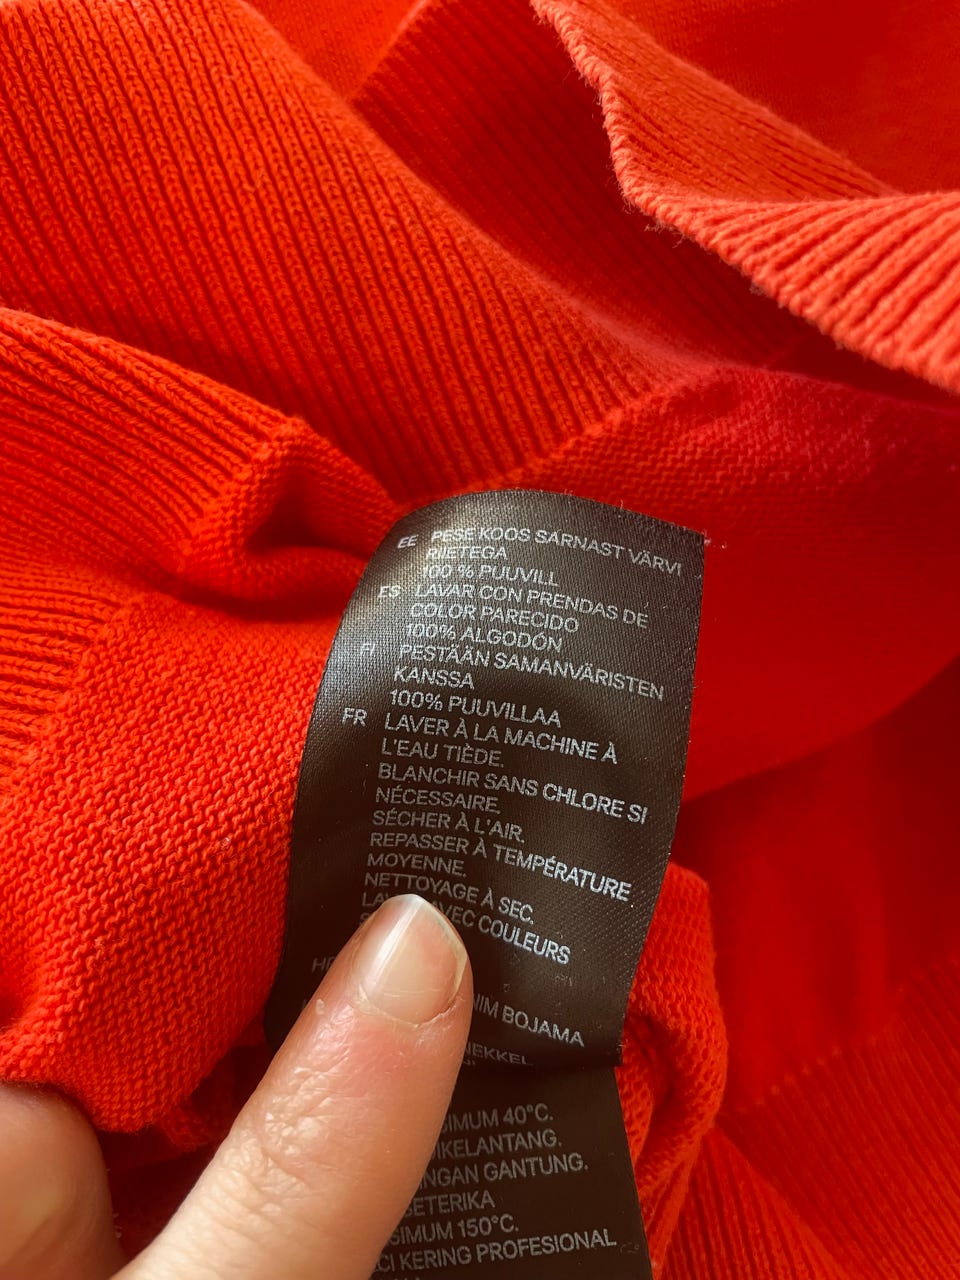 EE PESE KOOS SARNAST VÄRVI
RIIETEGA
100 % PUUVILL
ES LAVAR CON PRENDAS DE
COLOR PARECIDO
100% ALGODÓN
FI PESTÄÄN SAMANVÄRISTEN
KANSSA
100% PUUVILLAA
FR LAVER À LA MACHINE À
L'EAU TIÈDE.
BLANCHIR SANS CHLORE SI
NÉCESSAIRE.
SÉCHER À L'AIR.
REPASSER À TEMPÉRATURE
MOYENNE.
NETTOYAGE À SEC.
AVEC COULEURS
BOJAMA
40°C.
GANTUNG.
150°C.
KERING PROFESIONAL